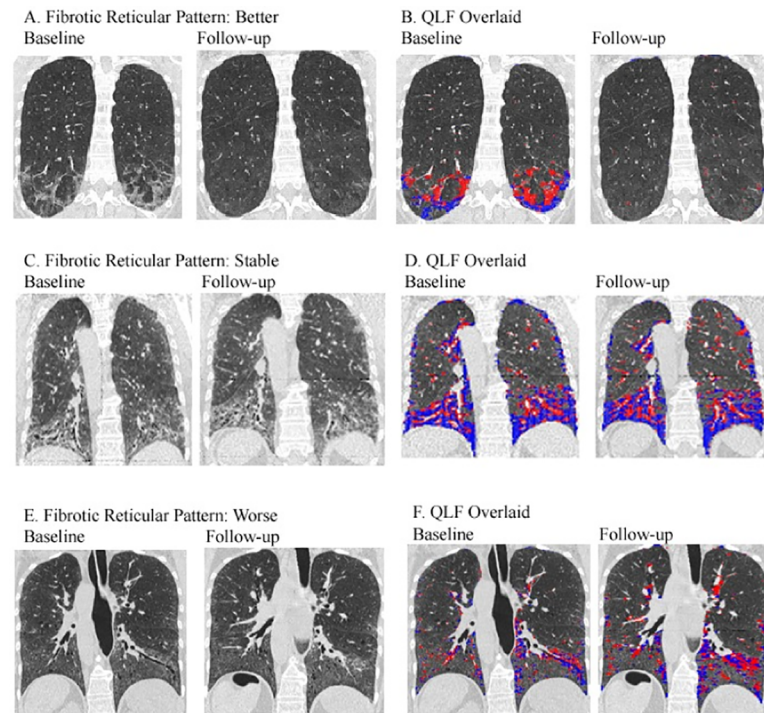 A. Fibrotic Reticular Pattern: Better
Baseline Follow-up
B. QLF Overlaid
Baseline Follow-up
C. Fibrotic Reticular Pattern: Stable
Baseline Follow-up
D. QLF Overlaid
Baseline Follow-up
E. Fibrotic Reticular Pattern: Worse
Baseline Follow-up
F. QLF Overlaid
Baseline Follow-up